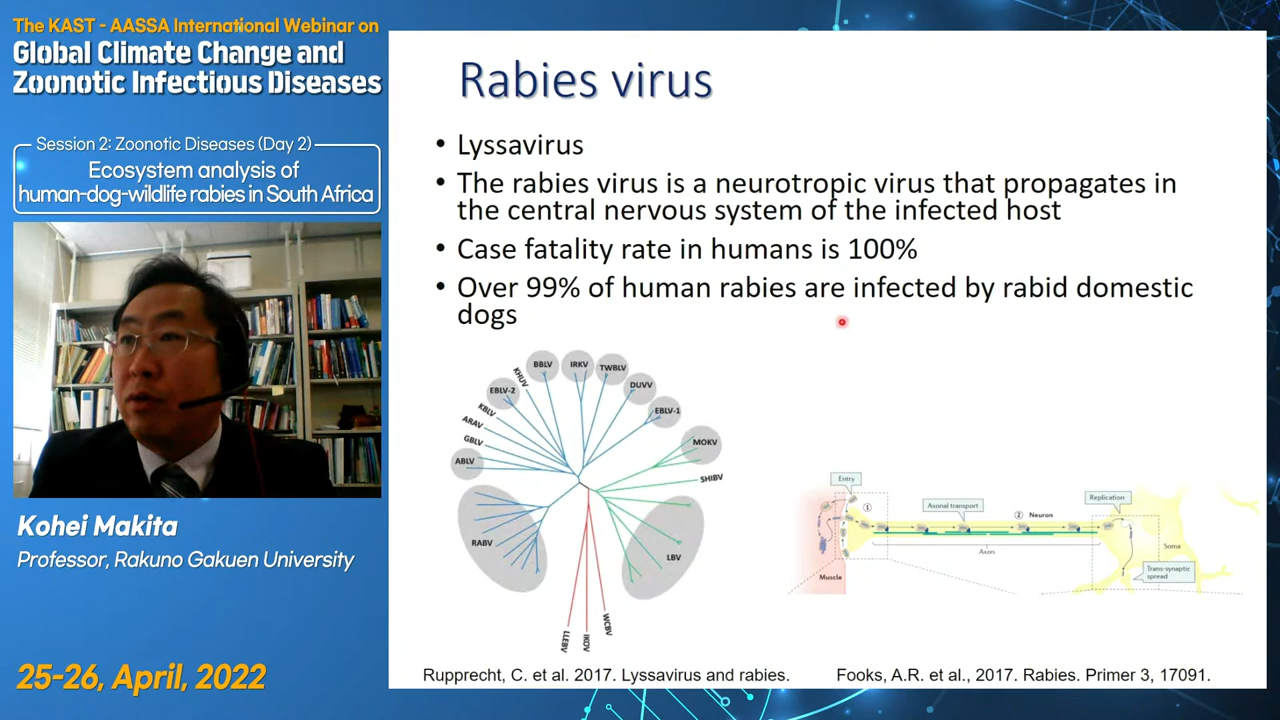 The KAST - AASSA International Webinar on
Global Climate Change and
Zoonotic Infectious Diseases
Session 2: Zoonotic Diseases (Day 2)
Ecosystem analysis of
human-dog-wildlife rabies in South Africa
Kohei Makita
Professor, Rakuno Gakuen University
25-26, April, 2022
Rabies virus
• Lyssavirus
• The rabies virus is a neurotropic virus that propagates in
the central nervous system of the infected host
• Case fatality rate in humans is 100%
• Over 99% of human rabies are infected by rabid domestic
dogs
BBLV
IRKV
TWBLV
KHUV
DUVV
EBLV-2
EBLV-1
KBLV
ARAV
GBLV
MOKV
ABLV
SHIBV
RABV
LBV
WCBV
LLEBV
IKOV
Entry
1
Axonal transport
2 Neuron
Replication
Axon
Soma
Muscle
Trans-synaptic
spread
Rupprecht, C. et al. 2017. Lyssavirus and rabies.
Fooks, A.R. et al., 2017. Rabies. Primer 3, 17091.